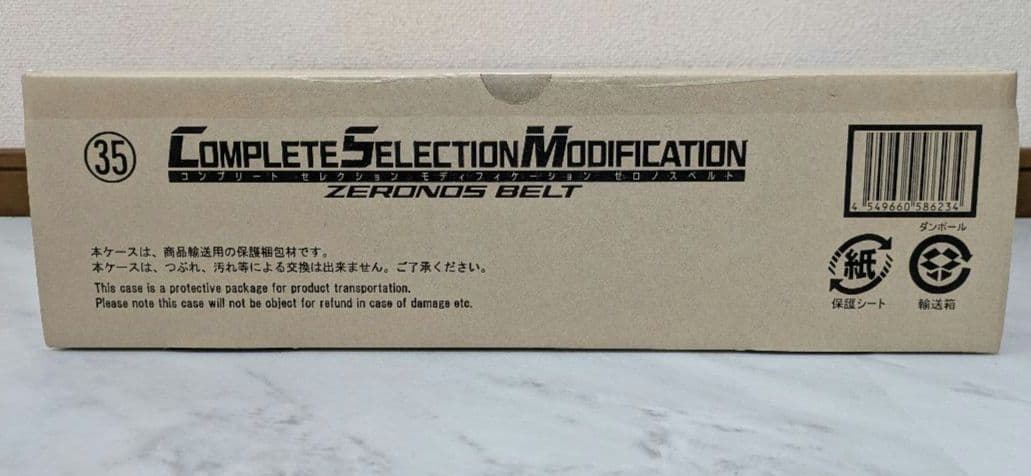 35
COMPLETE SELECTION MODIFICATION
コンプリート セレクション モディフィケーション ゼロノスベルト
ZERONOS BELT
本ケースは、商品輸送用の保護梱包材です。
本ケースは、つぶれ、汚れ等による交換は出来ません。ご了承ください。
This case is a protective package for product transportation.
Please note this case will not be object for refund in case of damage etc.
4 549660 586234
ダンボール
紙
保護シート
輸送箱